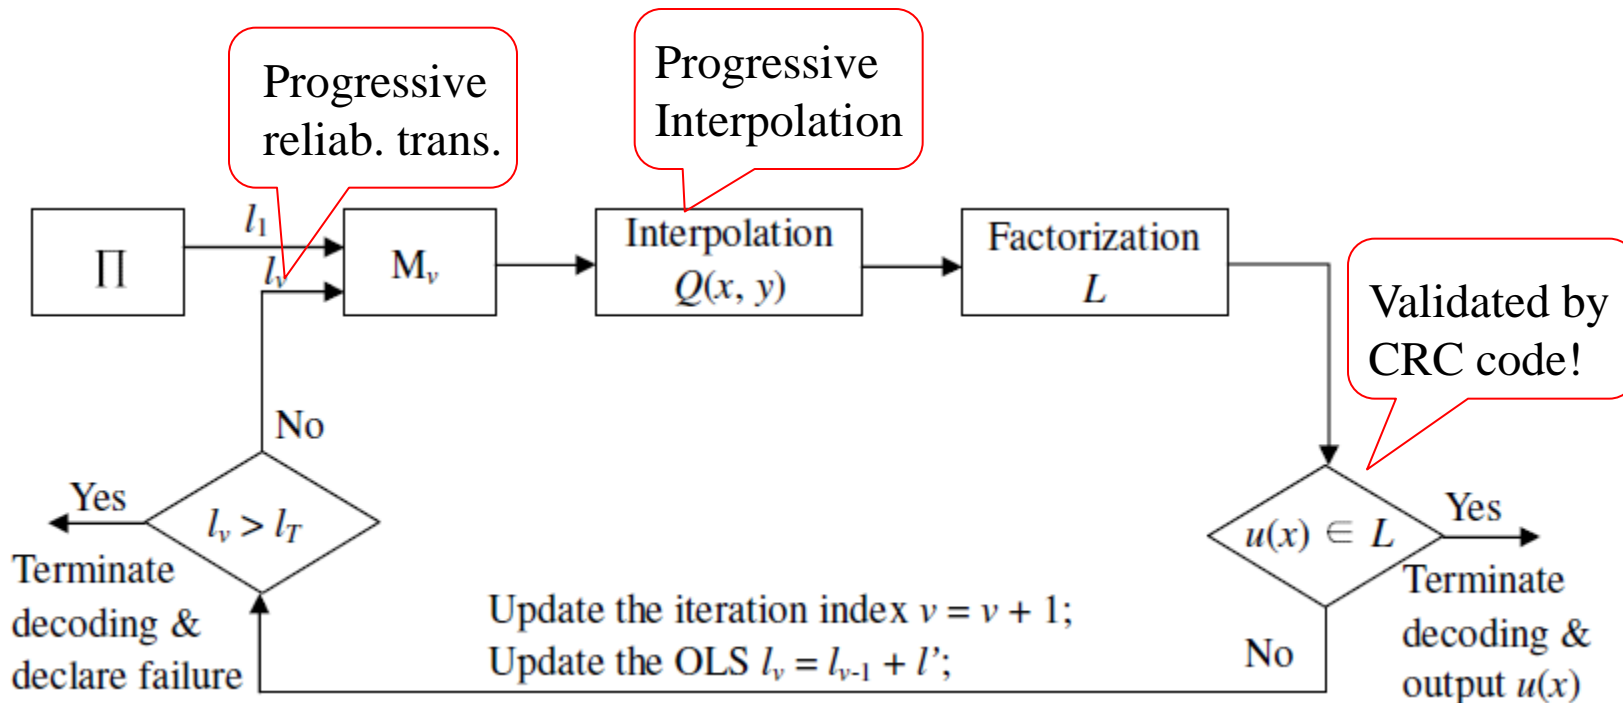 Progressive
reliab. trans.
Progressive
Interpolation
∏
l₁
lᵥ
Mᵥ
Interpolation
Q(x, y)
Factorization
L
Validated by
CRC code!
No
Yes
lᵥ > l_T
Terminate
decoding &
declare failure
Update the iteration index v = v + 1;
Update the OLS lᵥ = lᵥ₋₁ + l’;
u(x) ∈ L
Yes
No
Terminate
decoding &
output u(x)